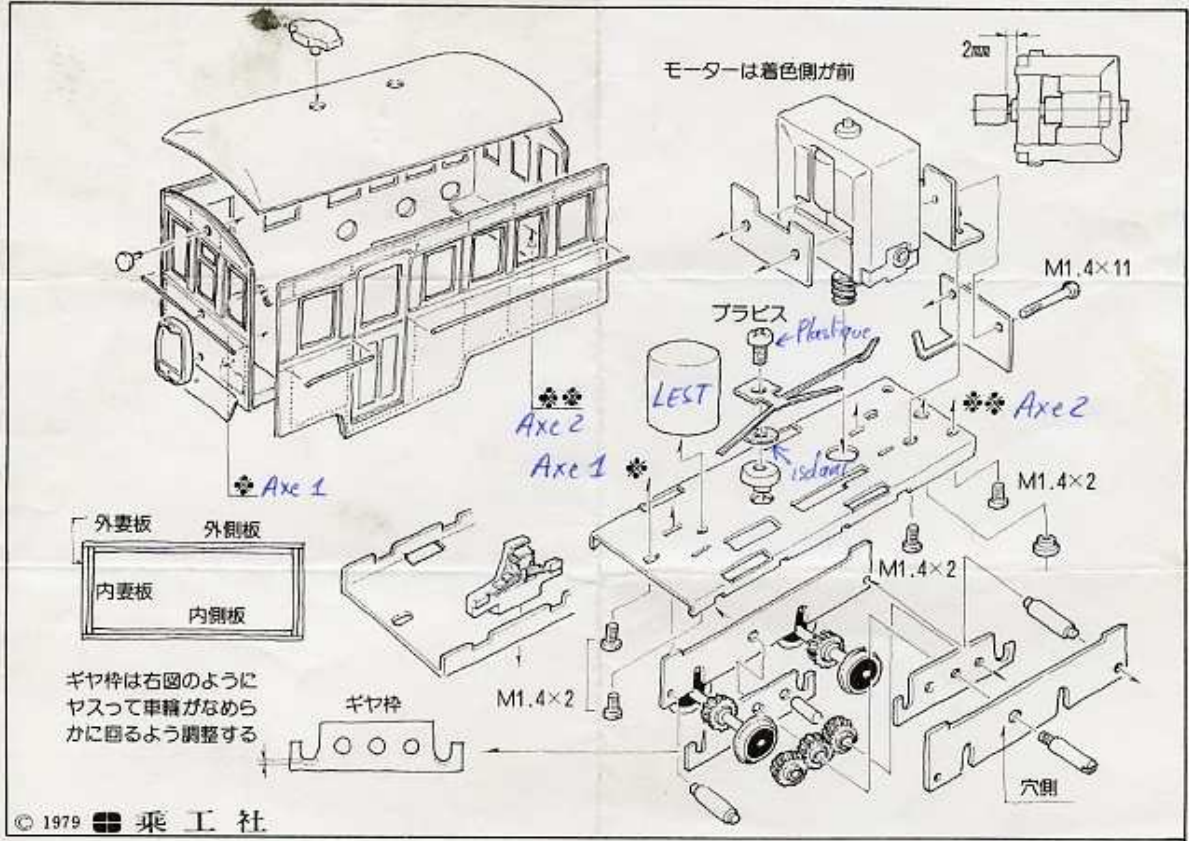 モーターは着色側が前
2mm
M1.4×11
プラビス
←Plastique
LEST
Axe 2
Axe 1
isolant
Axe 2
Axe 1
M1.4×2
M1.4×2
外妻板
外側板
内妻板
内側板
M1.4×2
ギヤ枠は右図のように
ヤスって車輪がなめら
かに回るよう調整する
ギヤ枠
穴側
© 1979 乗工社